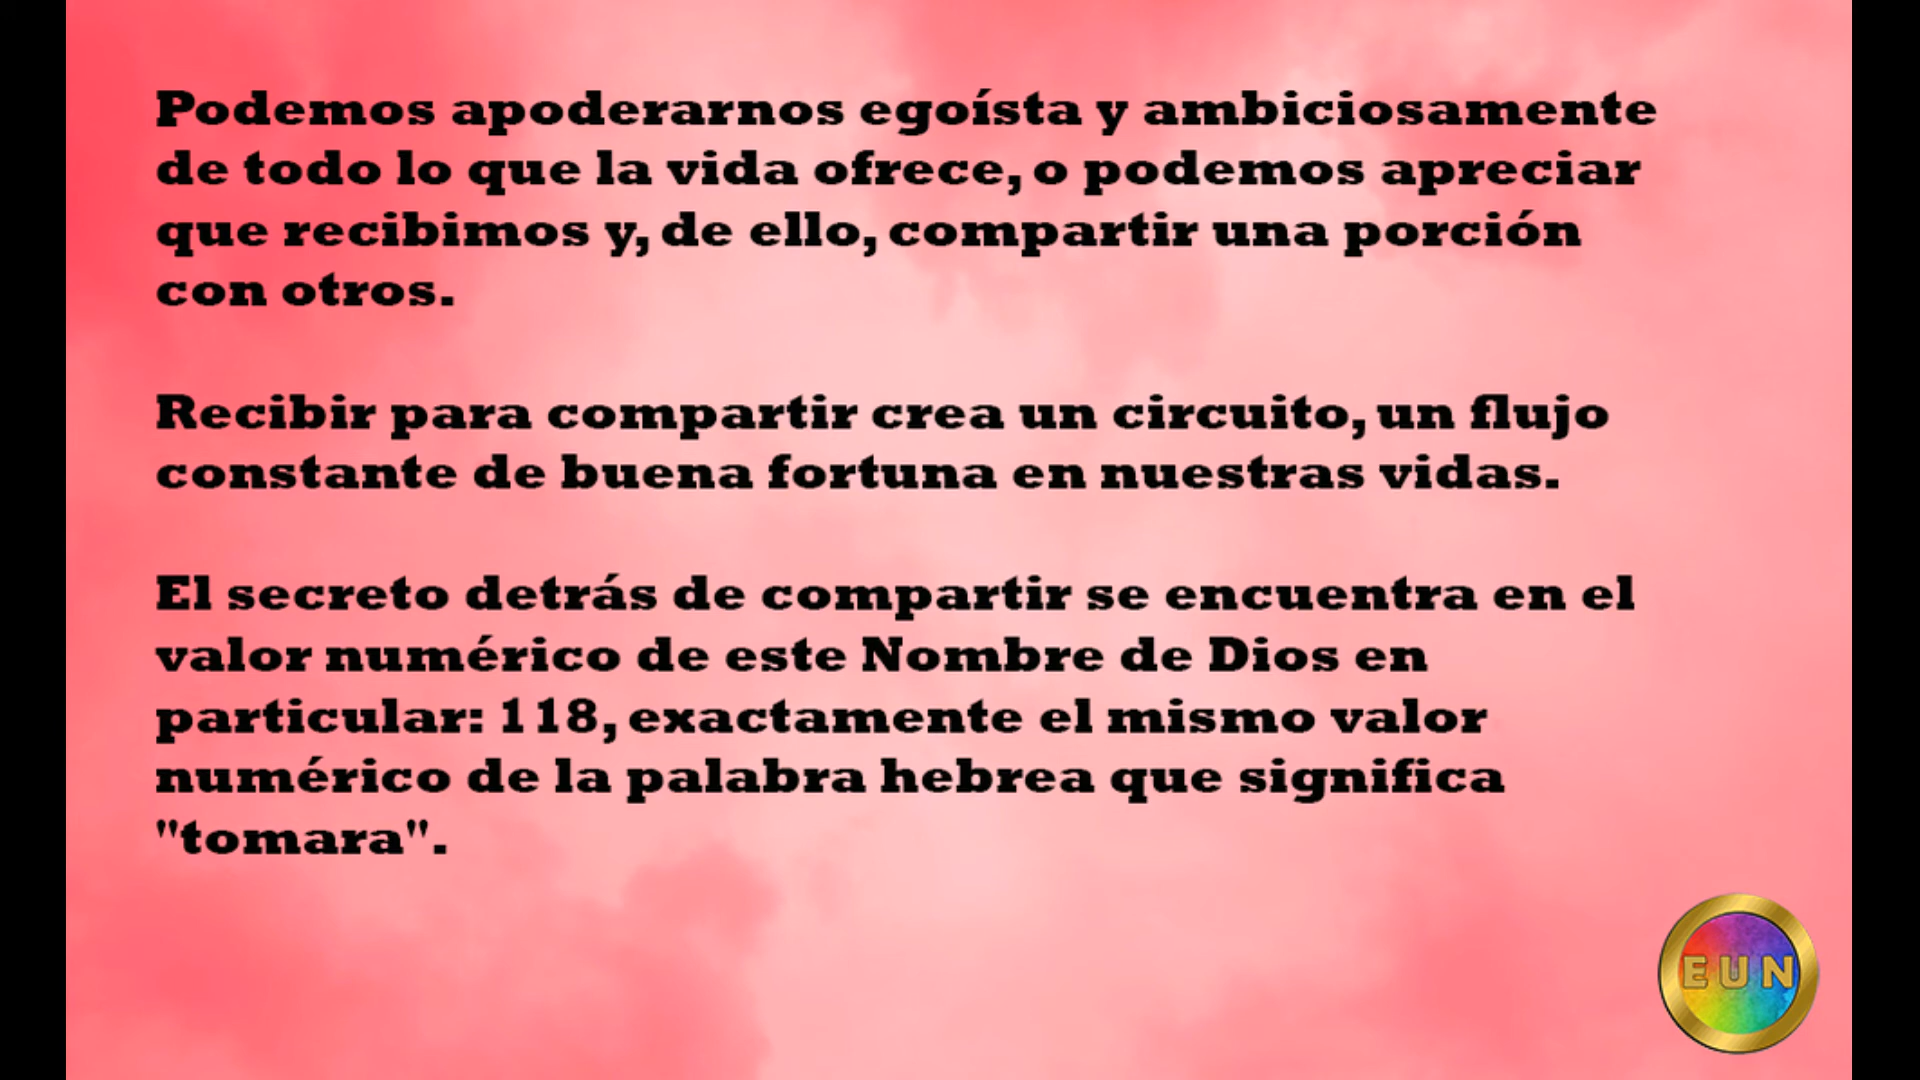 Podemos apoderarnos egoísta y ambiciosamente
de todo lo que la vida ofrece, o podemos apreciar
que recibimos y, de ello, compartir una porción
con otros.
Recibir para compartir crea un circuito, un flujo
constante de buena fortuna en nuestras vidas.
El secreto detrás de compartir se encuentra en el
valor numérico de este Nombre de Dios en
particular: 118, exactamente el mismo valor
numérico de la palabra hebrea que significa
"tomara".
EUN